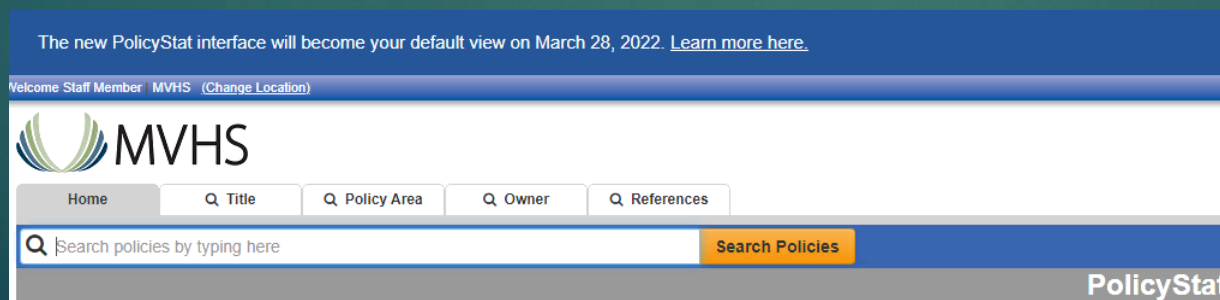 The new PolicyStat interface will become your default view on March 28, 2022. Learn more here.
Welcome Staff Member | MVHS (Change Location)
MVHS
Home Title Policy Area Owner References
Search policies by typing here Search Policies
PolicyStat